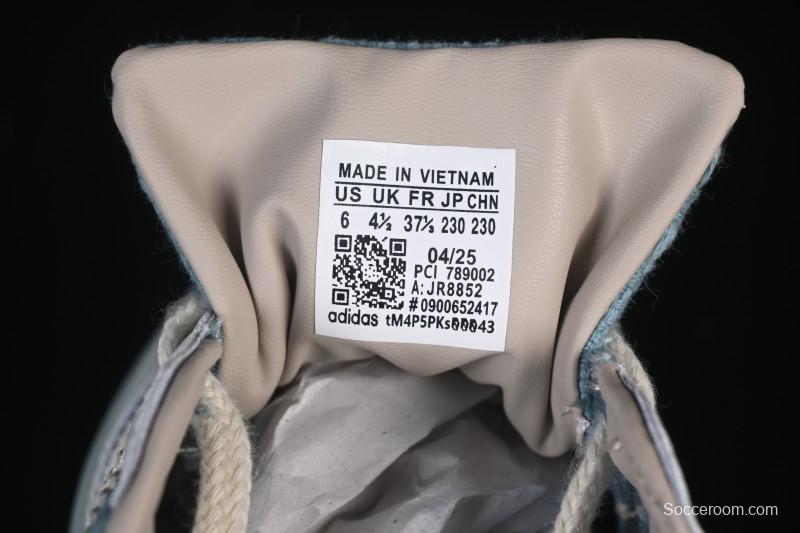 MADE IN VIETNAM
US UK FR JP CHN
6 4½ 37⅓ 230 230
04/25
PCI 789002
A: JR8852
# 0900652417
adidas tM4P5PKs00043
Socceroom.com